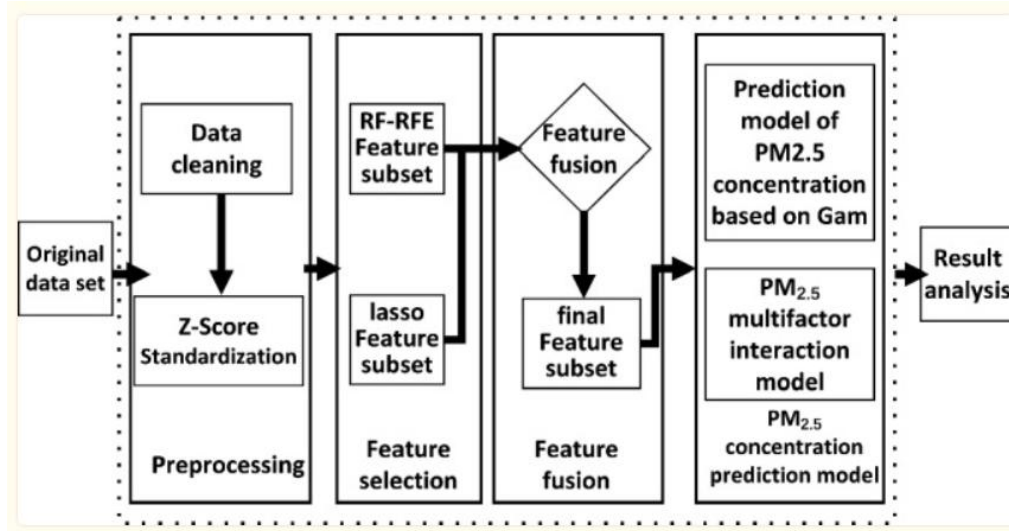 Original
data set
Data
cleaning
Z-Score
Standardization
Preprocessing
RF-RFE
Feature
subset
lasso
Feature
subset
Feature
selection
Feature
fusion
final
Feature
subset
Feature
fusion
Prediction
model of
PM2.5
concentration
based on Gam
PM₂.₅
multifactor
interaction
model
PM₂.₅
concentration
prediction model
Result
analysis